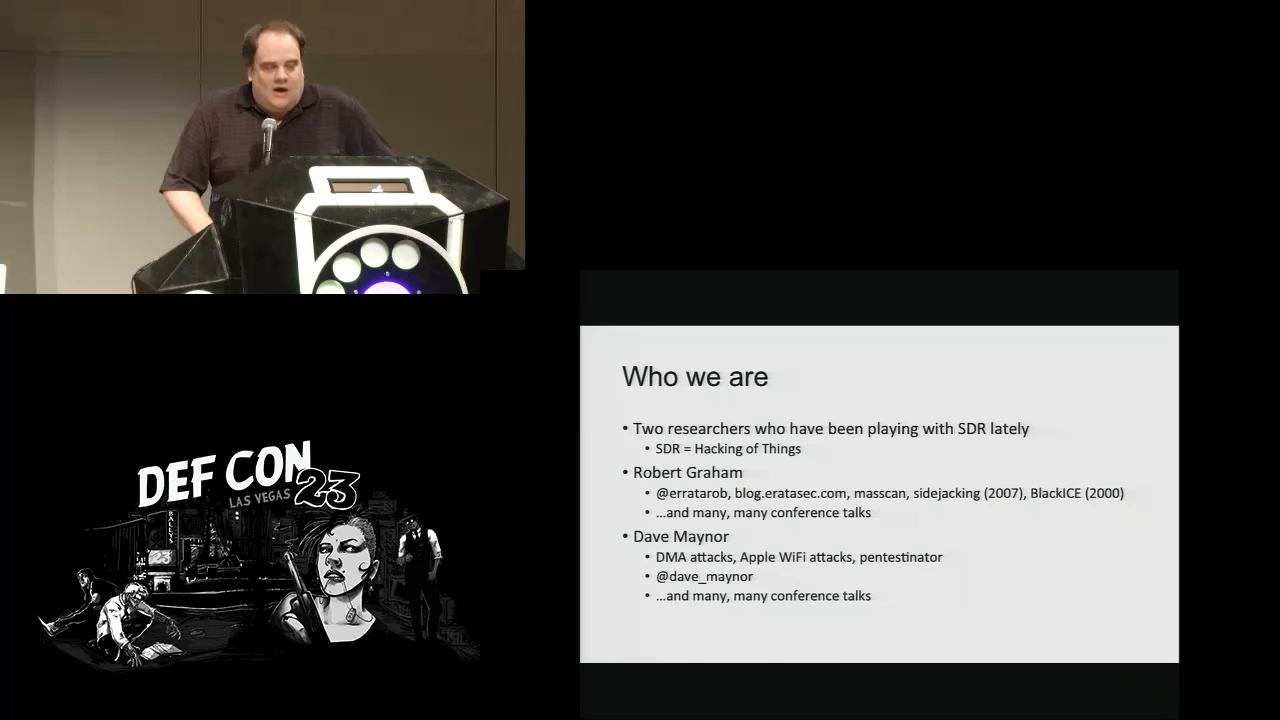 DEF CON
LAS VEGAS 23
BALLYS
Who we are
• Two researchers who have been playing with SDR lately
• SDR = Hacking of Things
• Robert Graham
• @erratarob, blog.eratasec.com, masscan, sidejacking (2007), BlackICE (2000)
• …and many, many conference talks
• Dave Maynor
• DMA attacks, Apple WiFi attacks, pentestinator
• @dave_maynor
• …and many, many conference talks